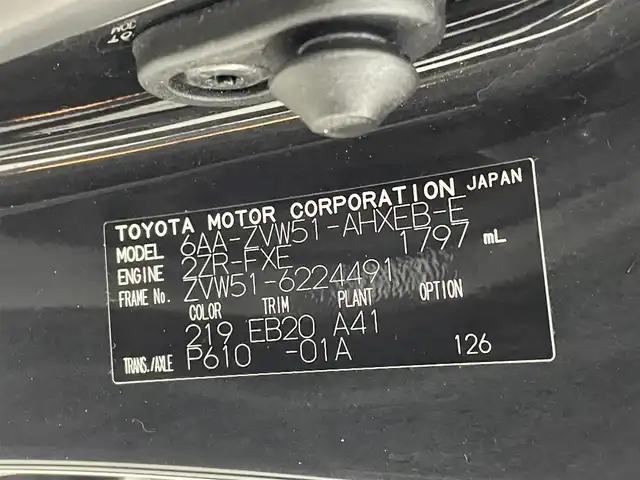 TOYOTA MOTOR CORPORATION JAPAN
MODEL 6AA-ZVW51-AHXEB-E
ENGINE 2ZR-FXE 1797 mL
FRAME No. ZVW51-6224491
COLOR TRIM PLANT OPTION
219 EB20 A41
TRANS./AXLE P610 -01A 126